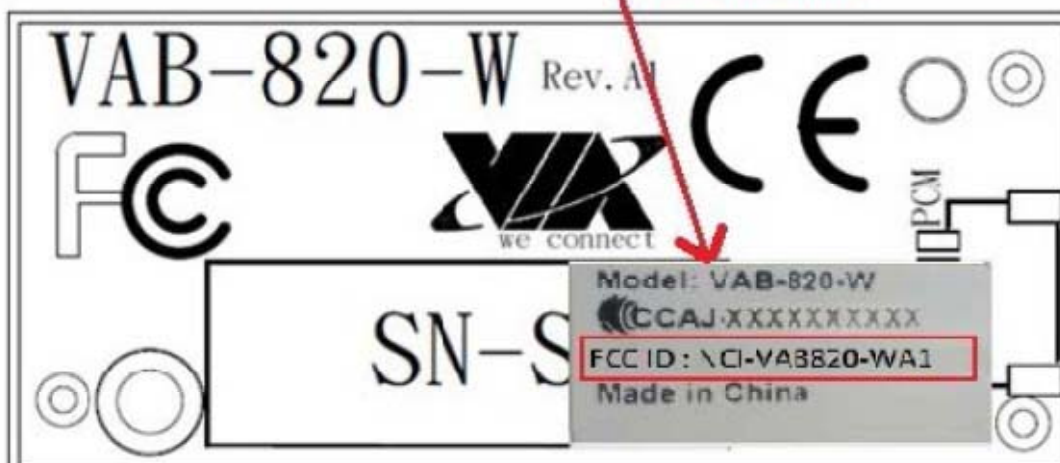 VAB-820-W Rev. A1
FC CE
VIA
we connect
PCM
SN-S
Model: VAB-820-W
CCAJ·XXXXXXXXXX
FCC ID : \CI-VAB820-WA1
Made in China